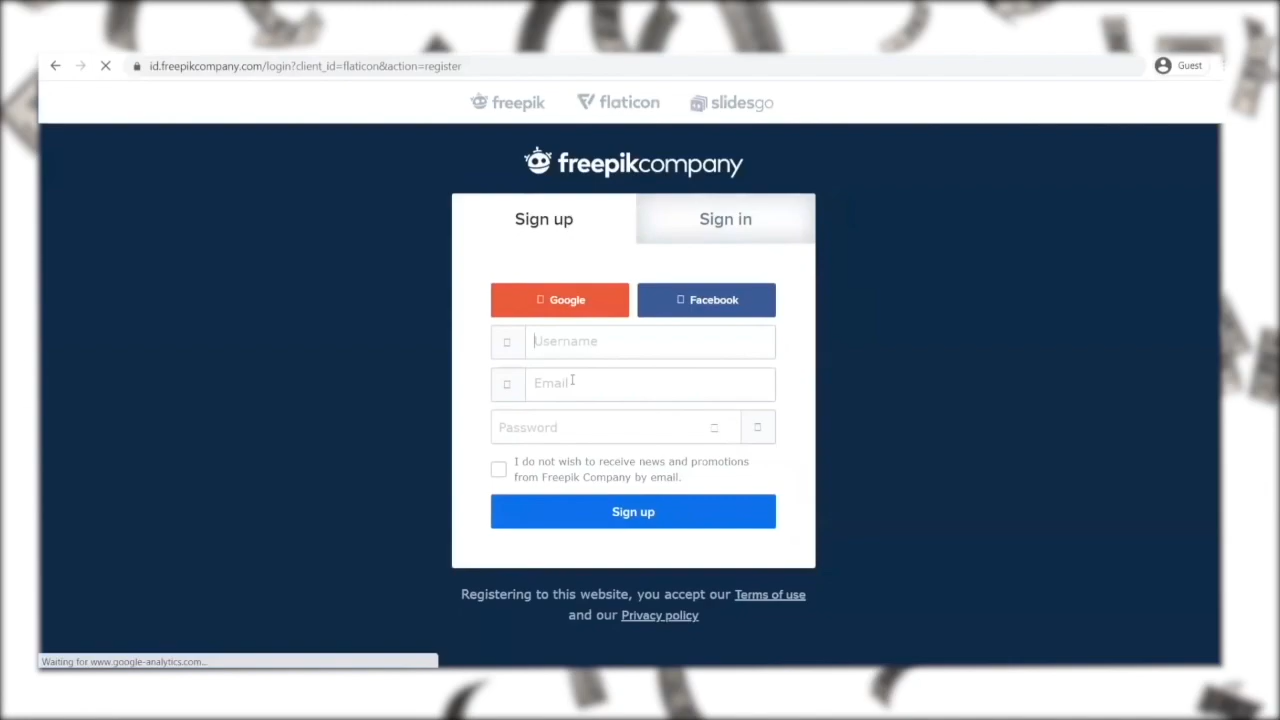 id.freepikcompany.com/login?client_id=flaticon&action=register
Guest
freepik flaticon slidesgo
freepikcompany
Sign up Sign in
Google Facebook
Username
Email
Password
I do not wish to receive news and promotions
from Freepik Company by email.
Sign up
Registering to this website, you accept our Terms of use
and our Privacy policy
Waiting for www.google-analytics.com...